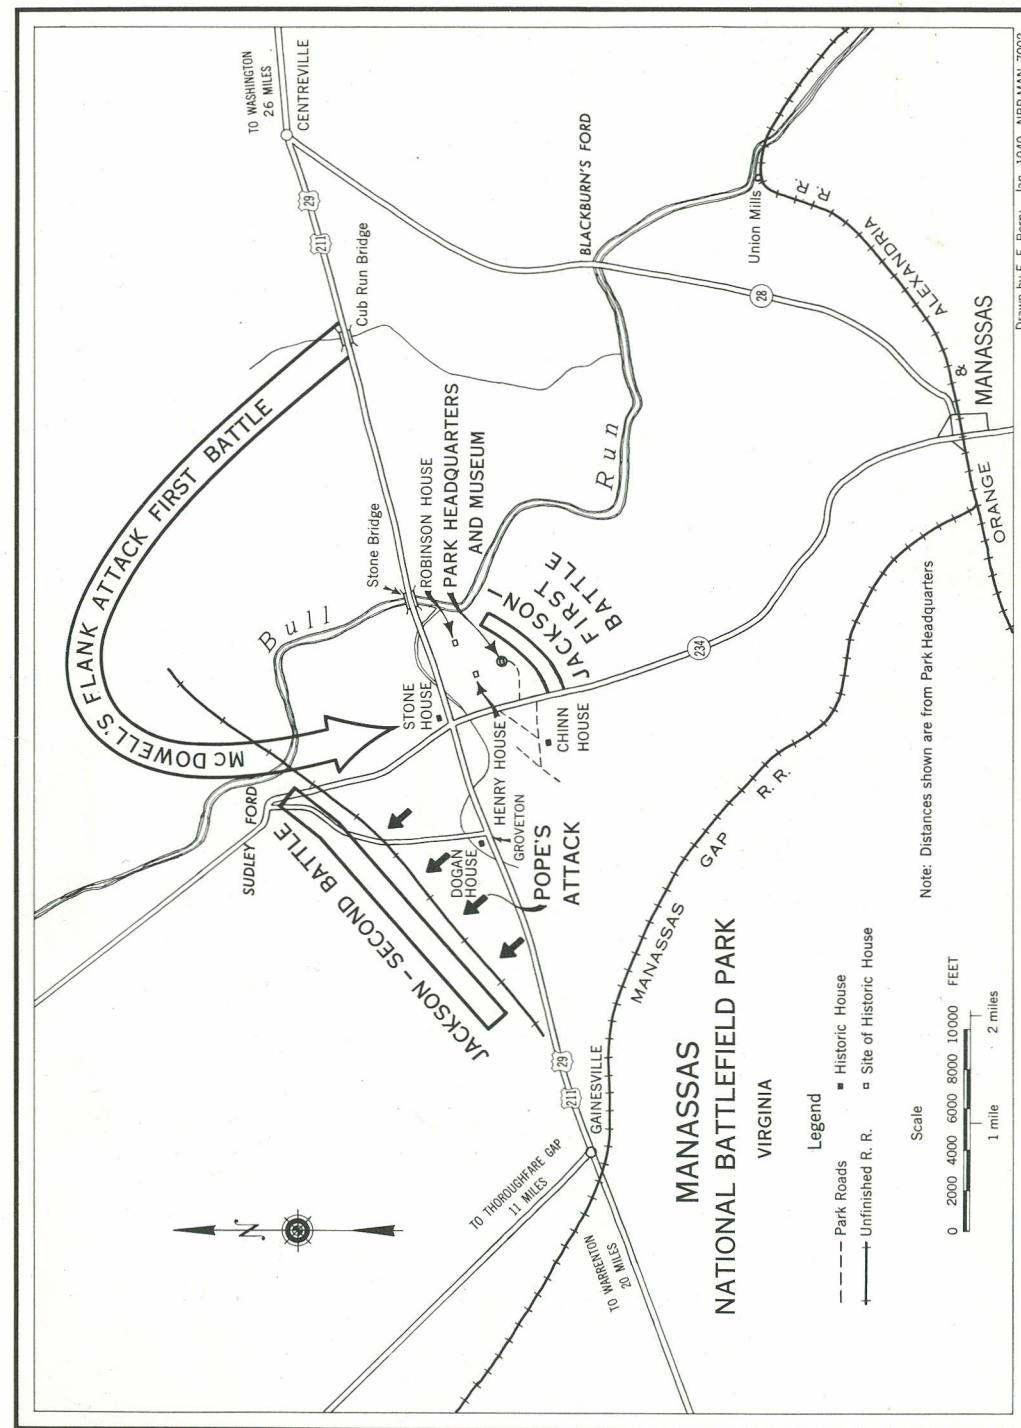 MANASSAS
NATIONAL BATTLEFIELD PARK
VIRGINIA
Legend
Park Roads
Historic House
Unfinished R. R.
Site of Historic House
Scale
0 2000 4000 6000 8000 10000 FEET
1 mile
2 miles
Note: Distances shown are from Park Headquarters
N
TO THOROUGHFARE GAP
11 MILES
TO WARRENTON
20 MILES
GAINESVILLE
211
29
MANASSAS GAP R. R.
JACKSON – SECOND BATTLE
SUDLEY FORD
POPE'S
ATTACK
DOGAN
HOUSE
GROVETON
HENRY HOUSE
CHINN
HOUSE
STONE
HOUSE
McDOWELL'S FLANK ATTACK FIRST BATTLE
Bull Run
Stone Bridge
ROBINSON HOUSE
PARK HEADQUARTERS
AND MUSEUM
JACKSON –
FIRST
BATTLE
234
Cub Run Bridge
211
29
TO WASHINGTON
26 MILES
CENTREVILLE
BLACKBURN'S FORD
28
Union Mills
ORANGE & ALEXANDRIA R. R.
MANASSAS